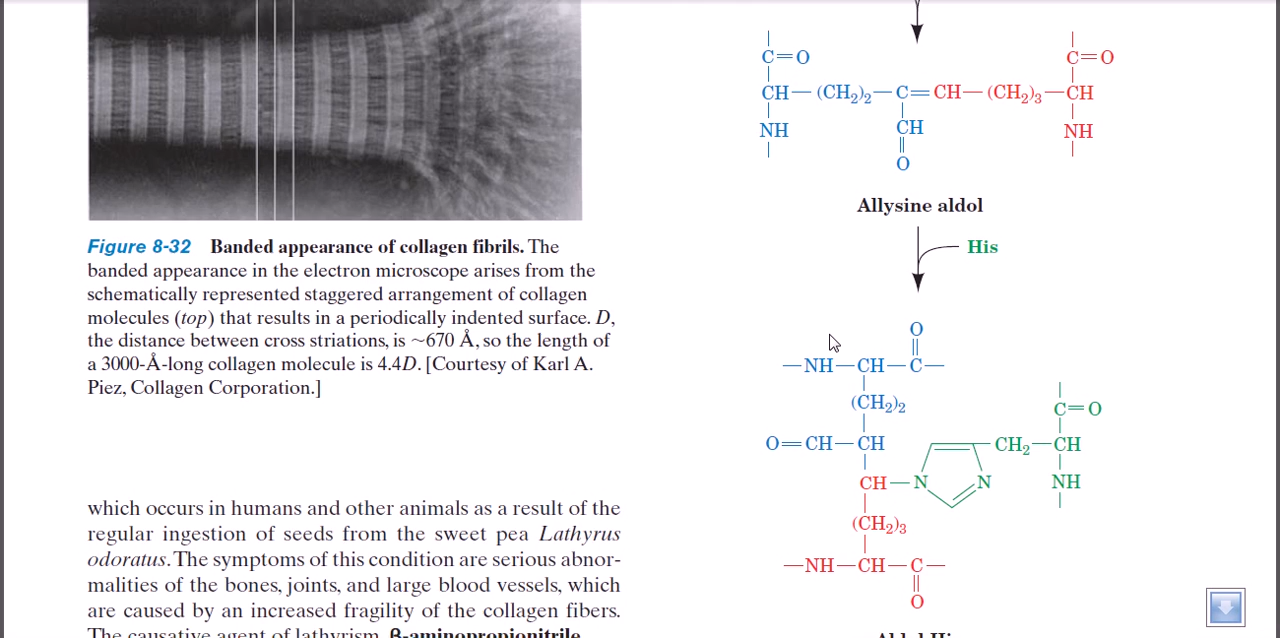 Figure 8-32 Banded appearance of collagen fibrils. The
banded appearance in the electron microscope arises from the
schematically represented staggered arrangement of collagen
molecules (top) that results in a periodically indented surface. D,
the distance between cross striations, is ~670 Å, so the length of
a 3000-Å-long collagen molecule is 4.4D. [Courtesy of Karl A.
Piez, Collagen Corporation.]
which occurs in humans and other animals as a result of the
regular ingestion of seeds from the sweet pea Lathyrus
odoratus. The symptoms of this condition are serious abnor-
malities of the bones, joints, and large blood vessels, which
are caused by an increased fragility of the collagen fibers.
The causative agent of lathyrism, β-aminopropionitrile
C=O C=O
CH—(CH2)2—C=CH—(CH2)3—CH
NH CH NH
O
Allysine aldol
His
O
—NH—CH—C—
(CH2)2
C=O
O=CH—CH
CH2—CH
CH—N N NH
(CH2)3
—NH—CH—C—
O